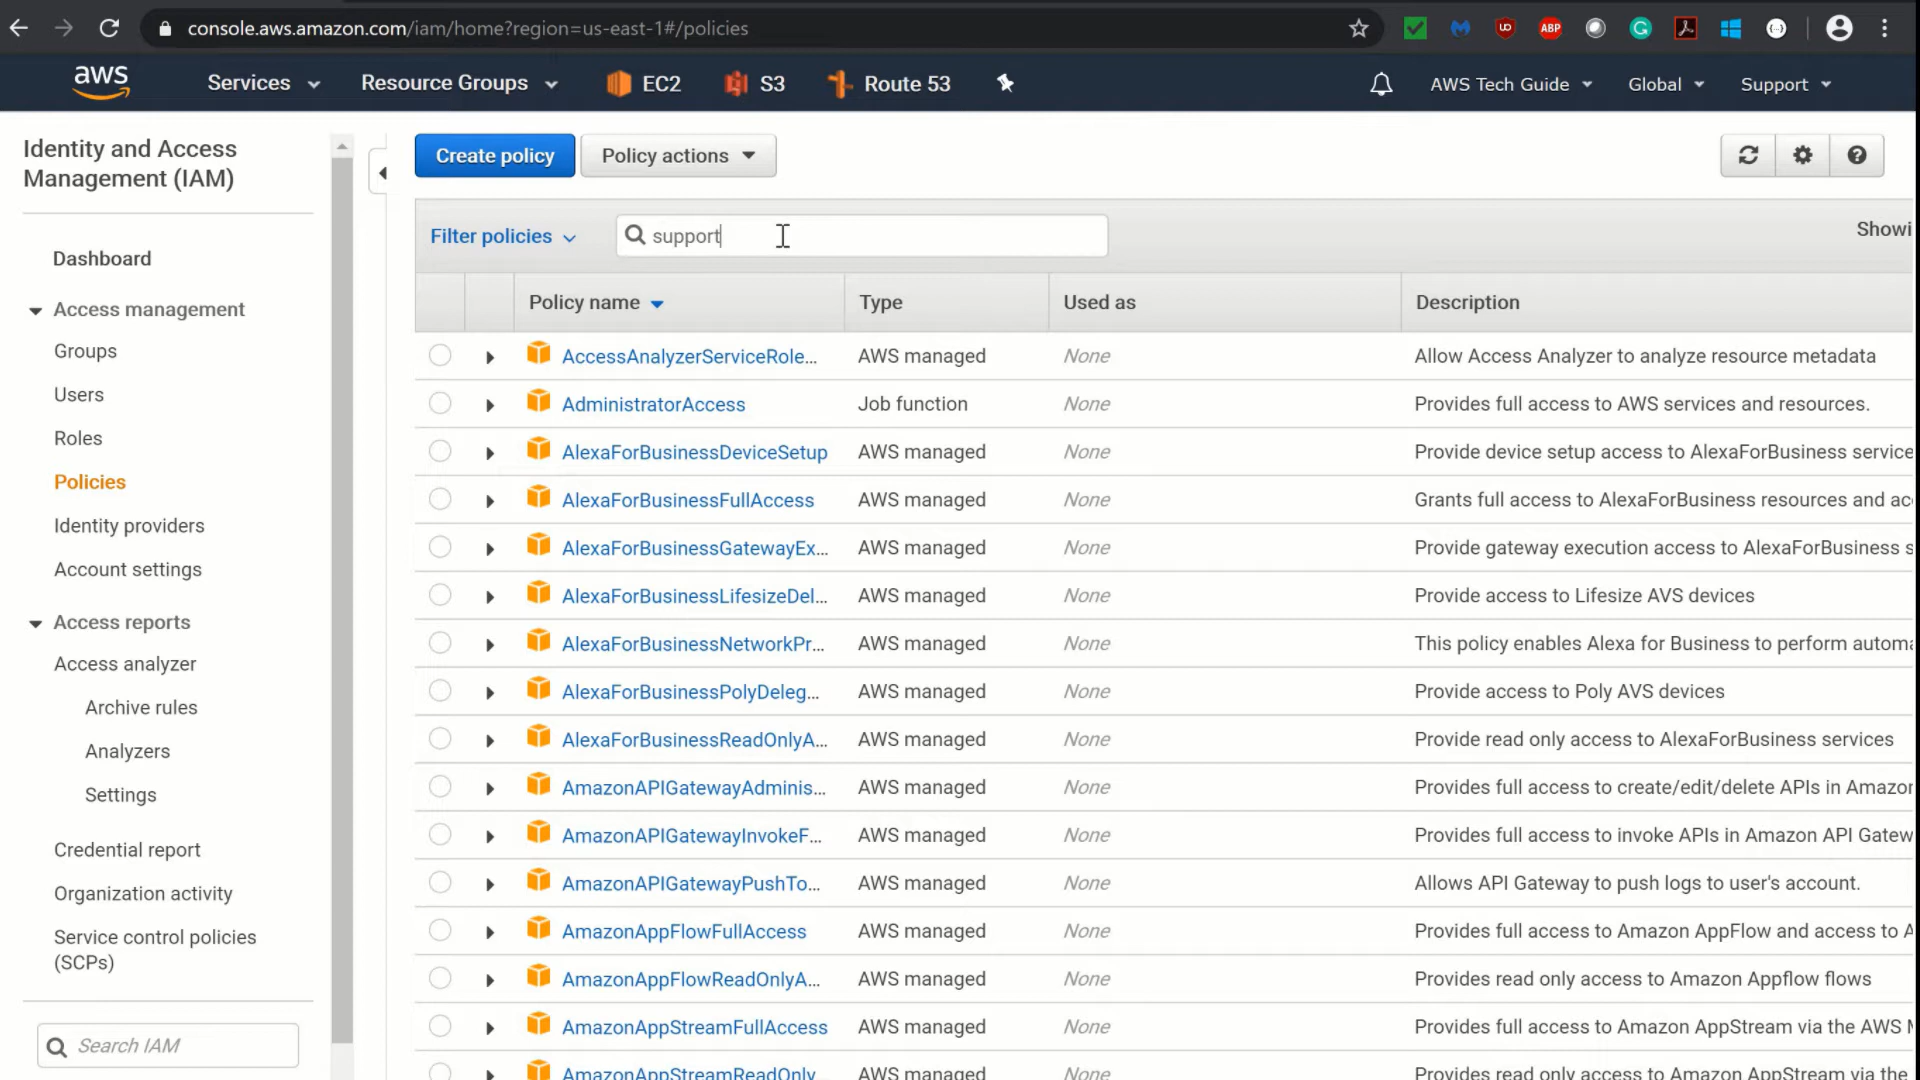 console.aws.amazon.com/iam/home?region=us-east-1#/policies
aws Services Resource Groups EC2 S3 Route 53 AWS Tech Guide Global Support
Identity and Access
Management (IAM)
Dashboard
Access management
Groups
Users
Roles
Policies
Identity providers
Account settings
Access reports
Access analyzer
Archive rules
Analyzers
Settings
Credential report
Organization activity
Service control policies
(SCPs)
Search IAM
Create policy Policy actions
Filter policies support Showi
Policy name Type Used as Description
AccessAnalyzerServiceRole... AWS managed None Allow Access Analyzer to analyze resource metadata
AdministratorAccess Job function None Provides full access to AWS services and resources.
AlexaForBusinessDeviceSetup AWS managed None Provide device setup access to AlexaForBusiness service
AlexaForBusinessFullAccess AWS managed None Grants full access to AlexaForBusiness resources and ac
AlexaForBusinessGatewayEx... AWS managed None Provide gateway execution access to AlexaForBusiness s
AlexaForBusinessLifesizeDel... AWS managed None Provide access to Lifesize AVS devices
AlexaForBusinessNetworkPr... AWS managed None This policy enables Alexa for Business to perform automa
AlexaForBusinessPolyDeleg... AWS managed None Provide access to Poly AVS devices
AlexaForBusinessReadOnlyA... AWS managed None Provide read only access to AlexaForBusiness services
AmazonAPIGatewayAdminis... AWS managed None Provides full access to create/edit/delete APIs in Amazon
AmazonAPIGatewayInvokeF... AWS managed None Provides full access to invoke APIs in Amazon API Gatew
AmazonAPIGatewayPushTo... AWS managed None Allows API Gateway to push logs to user's account.
AmazonAppFlowFullAccess AWS managed None Provides full access to Amazon AppFlow and access to A
AmazonAppFlowReadOnlyA... AWS managed None Provides read only access to Amazon Appflow flows
AmazonAppStreamFullAccess AWS managed None Provides full access to Amazon AppStream via the AWS M
AmazonAppStreamReadOnly... AWS managed None Provides read only access to Amazon AppStream via the